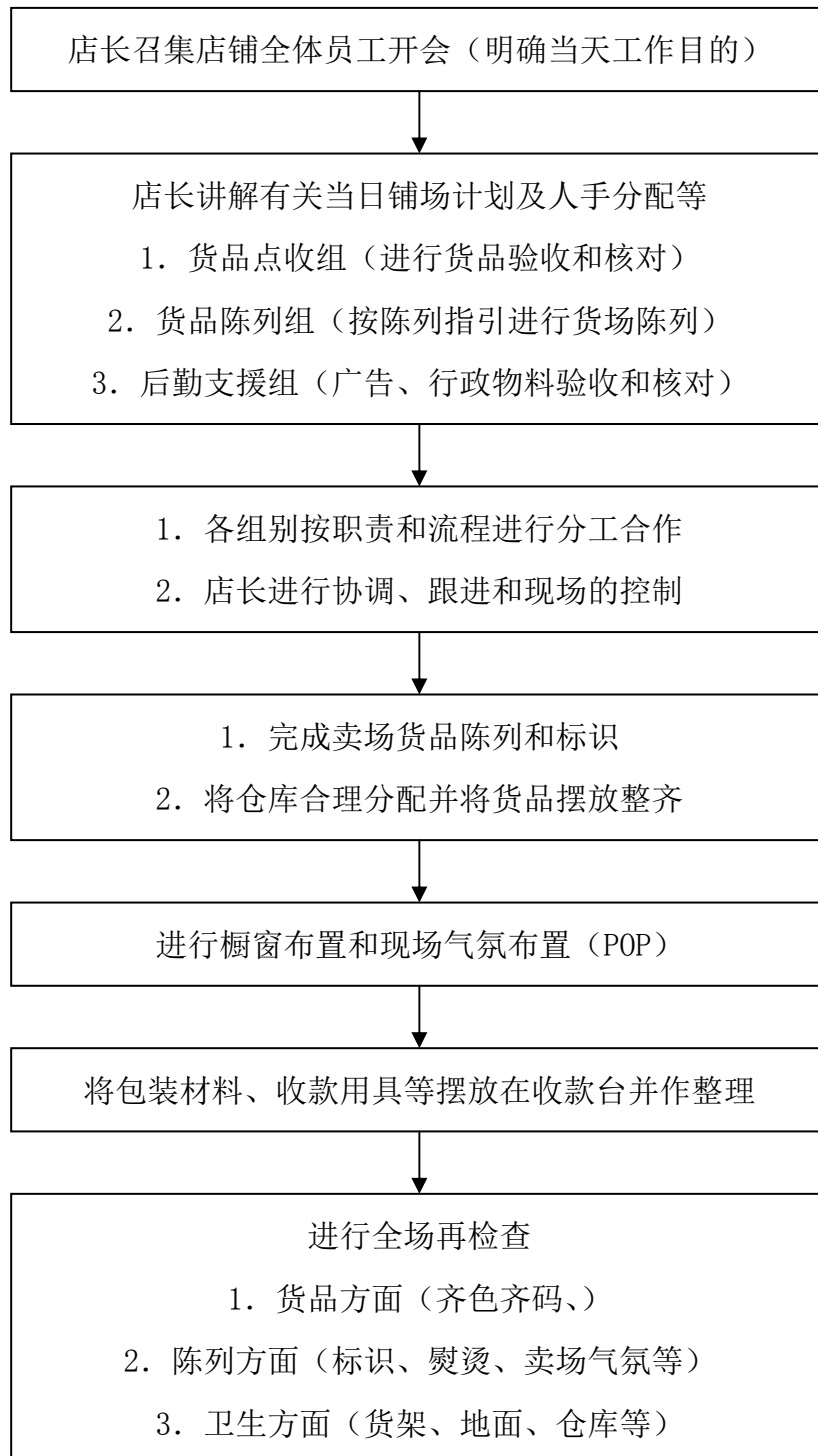 店长召集店铺全体员工开会（明确当天工作目的）
店长讲解有关当日铺场计划及人手分配等
1．货品点收组（进行货品验收和核对）
2．货品陈列组（按陈列指引进行货场陈列）
3．后勤支援组（广告、行政物料验收和核对）
1．各组别按职责和流程进行分工合作
2．店长进行协调、跟进和现场的控制
1．完成卖场货品陈列和标识
2．将仓库合理分配并将货品摆放整齐
进行橱窗布置和现场气氛布置（POP）
将包装材料、收款用具等摆放在收款台并作整理
进行全场再检查
1．货品方面（齐色齐码、）
2．陈列方面（标识、熨烫、卖场气氛等）
3．卫生方面（货架、地面、仓库等）